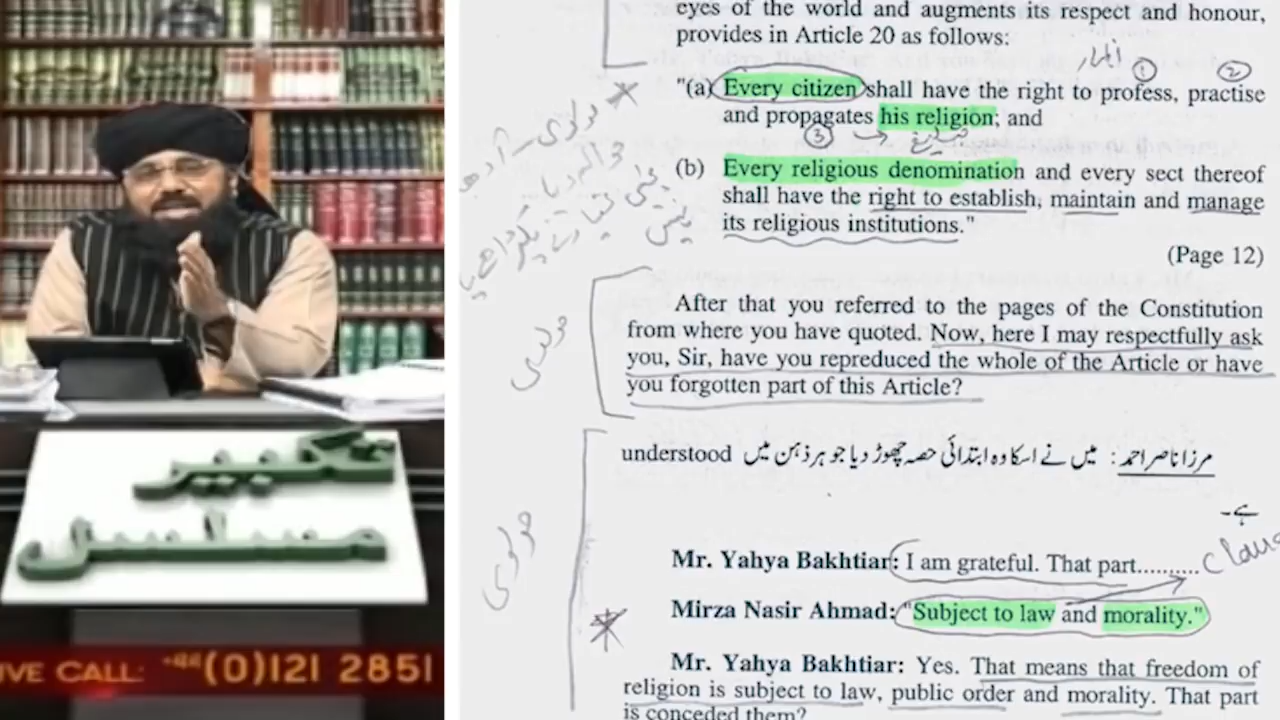 eyes of the world and augments its respect and honour,
provides in Article 20 as follows:
① ②
"(a) Every citizen shall have the right to profess, practise
and propagates his religion; and
③
(b) Every religious denomination and every sect thereof
shall have the right to establish, maintain and manage
its religious institutions."
(Page 12)
After that you referred to the pages of the Constitution
from where you have quoted. Now, here I may respectfully ask
you, Sir, have you reproduced the whole of the Article or have
you forgotten part of this Article?
مرزا ناصر احمد: میں نے اسکا وہ ابتدائی حصہ چھوڑ دیا جو ہر ذہن میں understood
ہے۔
Mr. Yahya Bakhtiar: I am grateful. That part..........
Mirza Nasir Ahmad: "Subject to law and morality."
Mr. Yahya Bakhtiar: Yes. That means that freedom of
religion is subject to law, public order and morality. That part
is conceded them?
تکبیر
مسلسل
IVE CALL: +44(0)121 2851